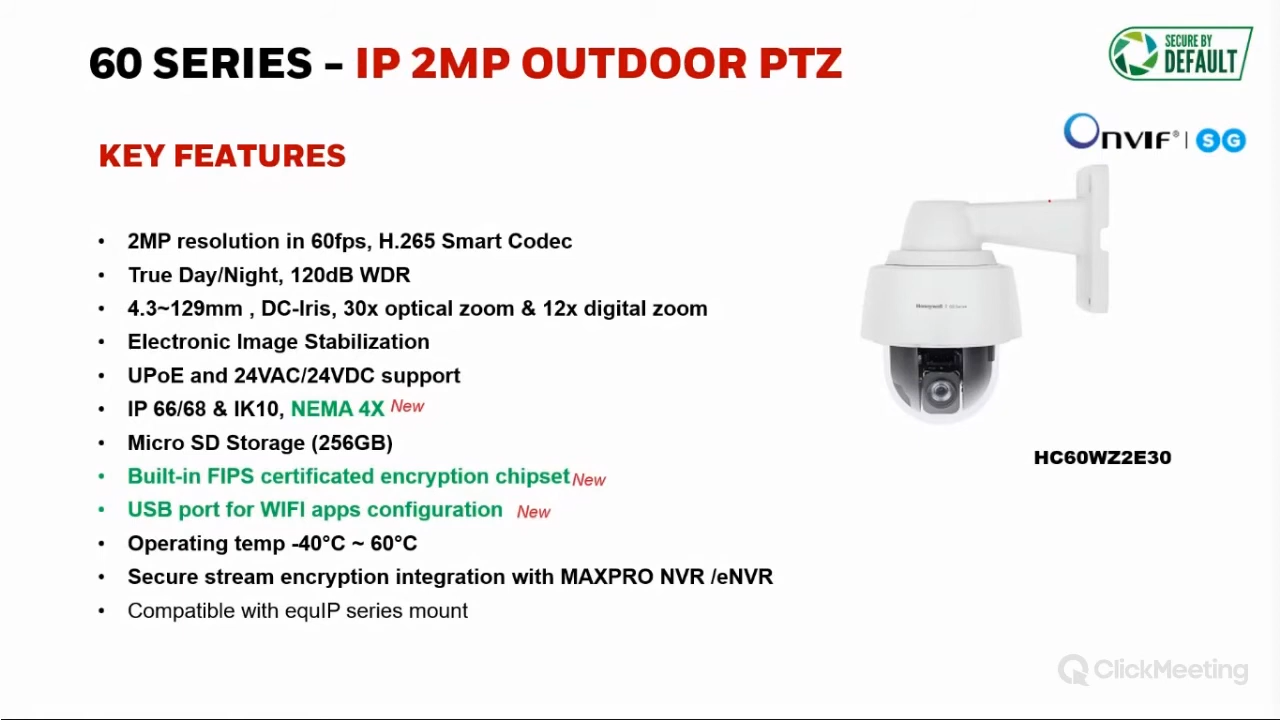 60 SERIES – IP 2MP OUTDOOR PTZ
SECURE BY
DEFAULT
ONVIF® | S G
KEY FEATURES
• 2MP resolution in 60fps, H.265 Smart Codec
• True Day/Night, 120dB WDR
• 4.3~129mm , DC-Iris, 30x optical zoom & 12x digital zoom
• Electronic Image Stabilization
• UPoE and 24VAC/24VDC support
• IP 66/68 & IK10, NEMA 4X New
• Micro SD Storage (256GB)
• Built-in FIPS certificated encryption chipset New
• USB port for WIFI apps configuration New
• Operating temp -40°C ~ 60°C
• Secure stream encryption integration with MAXPRO NVR /eNVR
• Compatible with equIP series mount
Honeywell | 60 Series
HC60WZ2E30
ClickMeeting